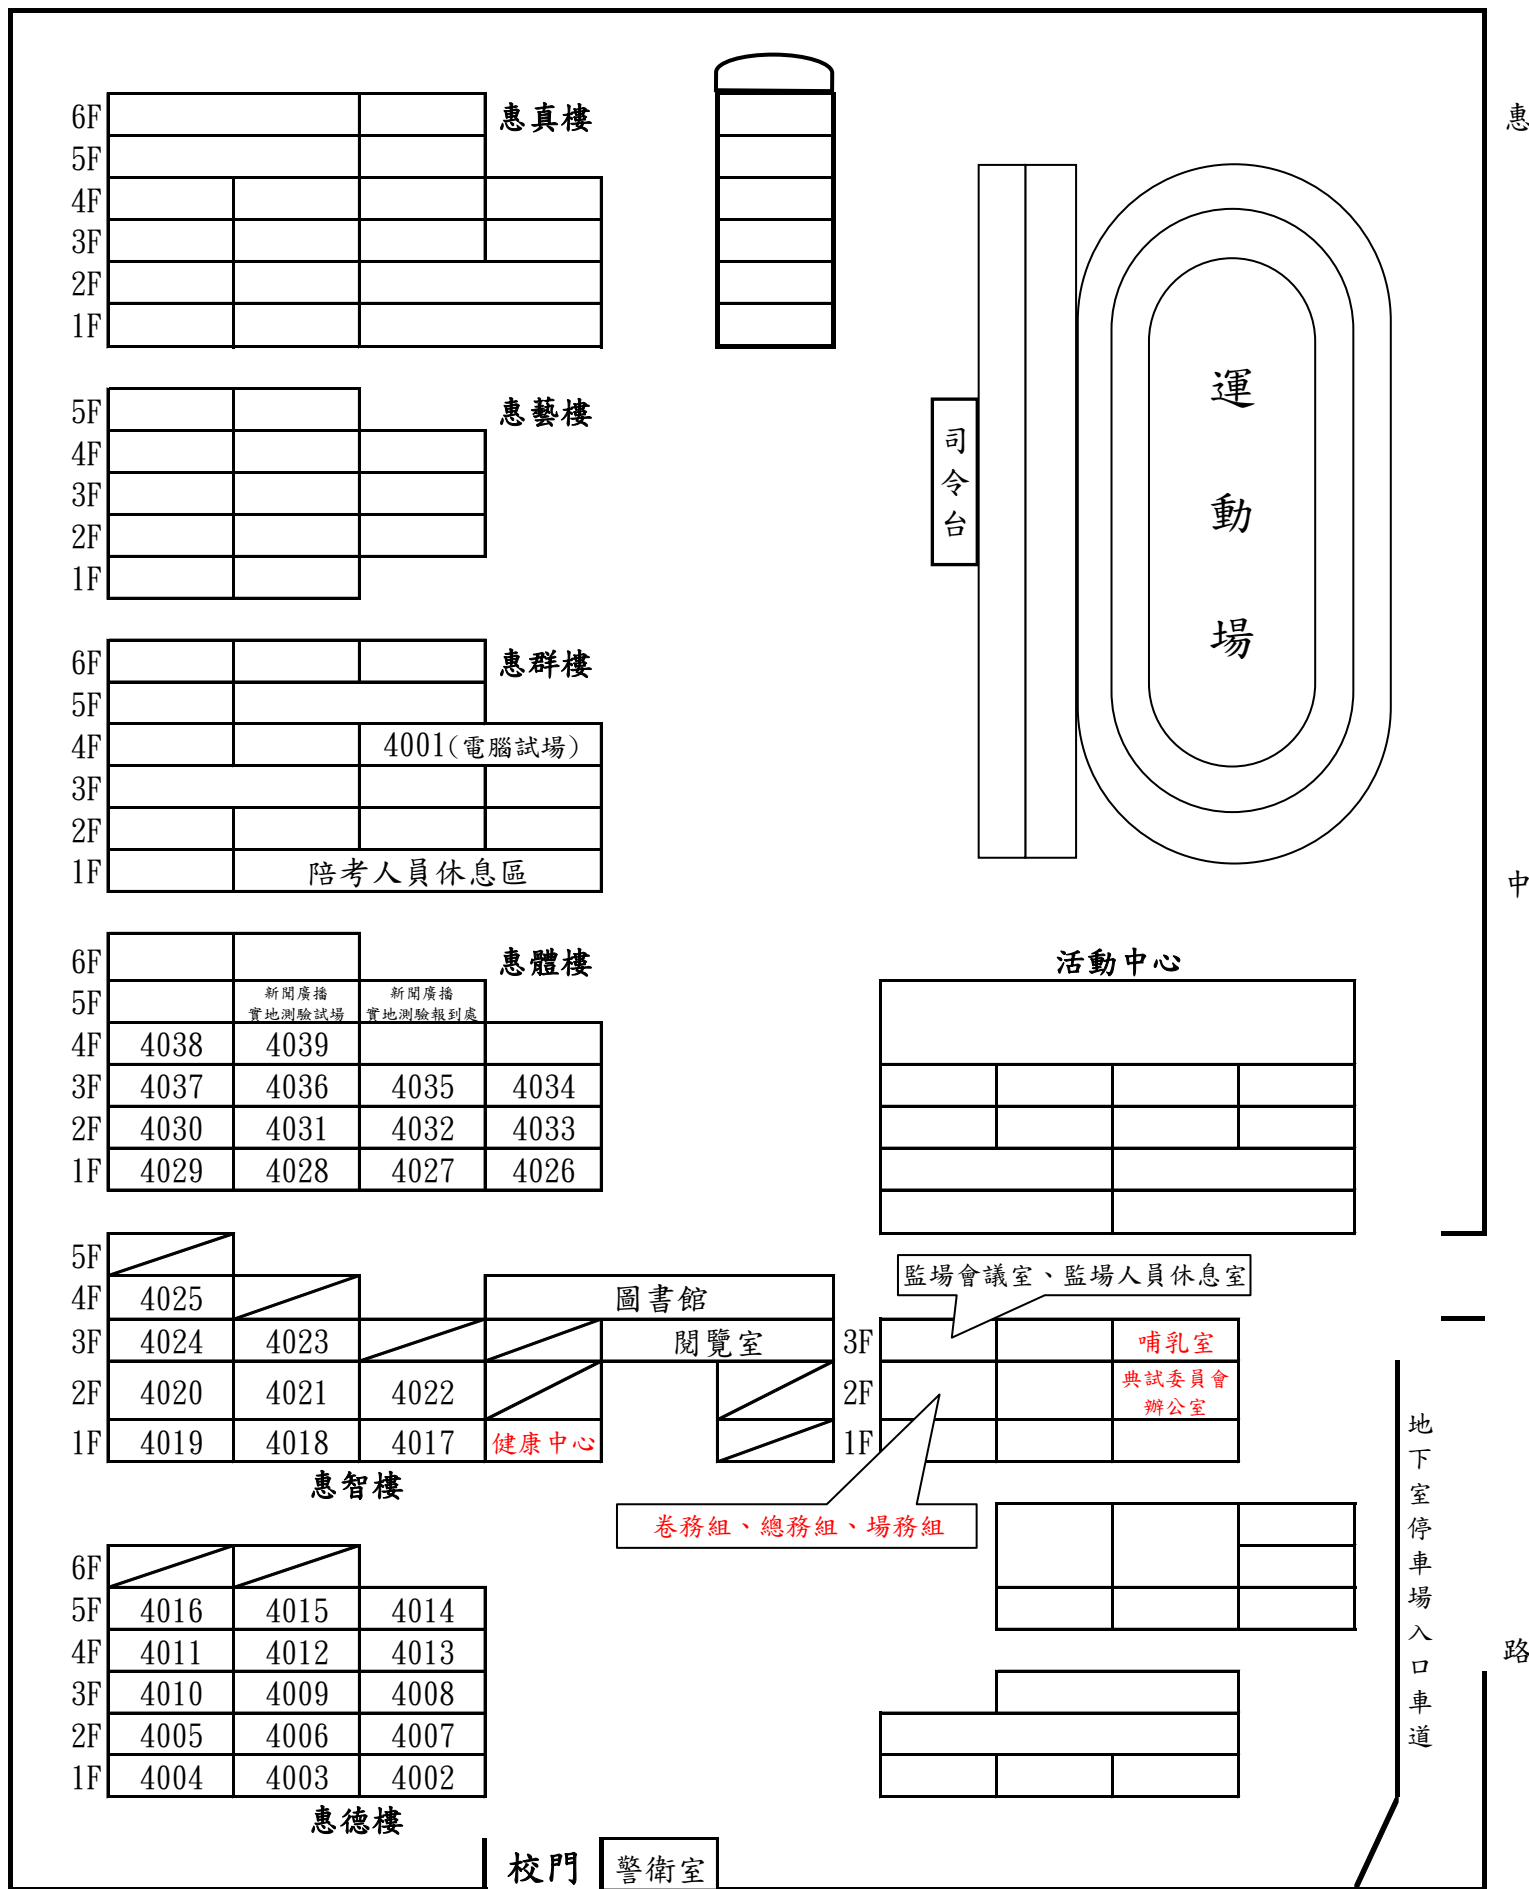 惠
中
路
6F 惠真樓
5F
4F
3F
2F
1F
5F 惠藝樓
4F
3F
2F
1F
司令台
運動場
6F 惠群樓
5F
4F 4001(電腦試場)
3F
2F
1F 陪考人員休息區
6F 惠體樓
5F 新聞廣播 新聞廣播
實地測驗試場 實地測驗報到處
4F 4038 4039
3F 4037 4036 4035 4034
2F 4030 4031 4032 4033
1F 4029 4028 4027 4026
活動中心
5F
4F 4025 圖書館
3F 4024 4023 閱覽室
2F 4020 4021 4022
1F 4019 4018 4017 健康中心
惠智樓
監場會議室、監場人員休息室
3F 哺乳室
2F 典試委員會
辦公室
1F
卷務組、總務組、場務組
地下室停車場入口車道
6F
5F 4016 4015 4014
4F 4011 4012 4013
3F 4010 4009 4008
2F 4005 4006 4007
1F 4004 4003 4002
惠德樓
校門 警衛室